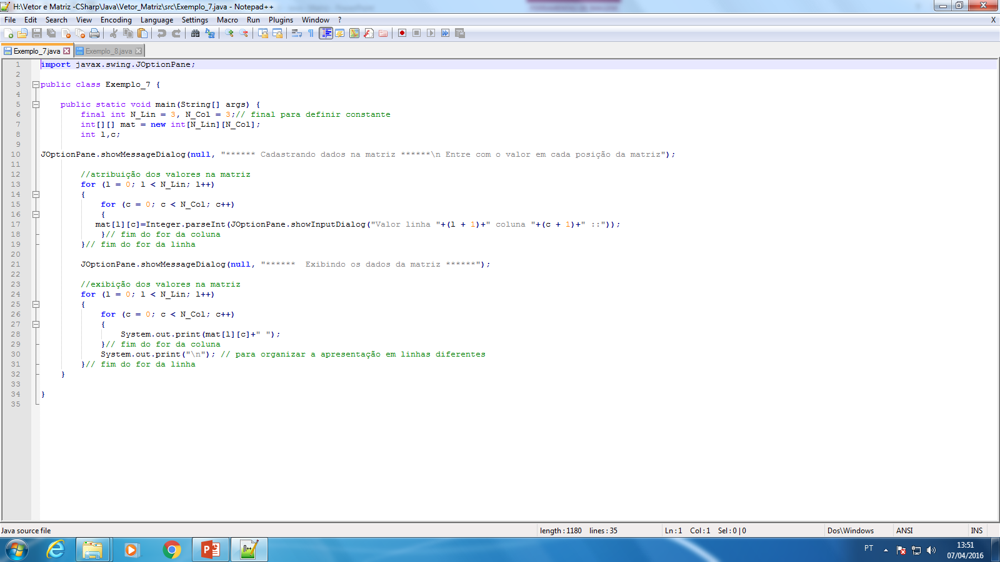 H:\Vetor e Matriz -CSharp\Java\Vetor_Matriz\src\Exemplo_7.java - Notepad++
File Edit Search View Encoding Language Settings Macro Run Plugins Window ? X
Exemplo_7.java Exemplo_8.java
1 import javax.swing.JOptionPane;
2
3 public class Exemplo_7 {
4
5 public static void main(String[] args) {
6 final int N_Lin = 3, N_Col = 3;// final para definir constante
7 int[][] mat = new int[N_Lin][N_Col];
8 int l,c;
9
10 JOptionPane.showMessageDialog(null, "****** Cadastrando dados na matriz ******\n Entre com o valor em cada posição da matriz");
11
12 //atribuição dos valores na matriz
13 for (l = 0; l < N_Lin; l++)
14 {
15 for (c = 0; c < N_Col; c++)
16 {
17 mat[l][c]=Integer.parseInt(JOptionPane.showInputDialog("Valor linha "+(l + 1)+" coluna "+(c + 1)+" ::"));
18 }// fim do for da coluna
19 }// fim do for da linha
20
21 JOptionPane.showMessageDialog(null, "******  Exibindo os dados da matriz ******");
22
23 //exibição dos valores na matriz
24 for (l = 0; l < N_Lin; l++)
25 {
26 for (c = 0; c < N_Col; c++)
27 {
28 System.out.print(mat[l][c]+" ");
29 }// fim do for da coluna
30 System.out.print("\n"); // para organizar a apresentação em linhas diferentes
31 }// fim do for da linha
32 }
33
34 }
35
Java source file length : 1180 lines : 35 Ln : 1 Col : 1 Sel : 0 | 0 Dos\Windows ANSI INS
PT 13:51
07/04/2016